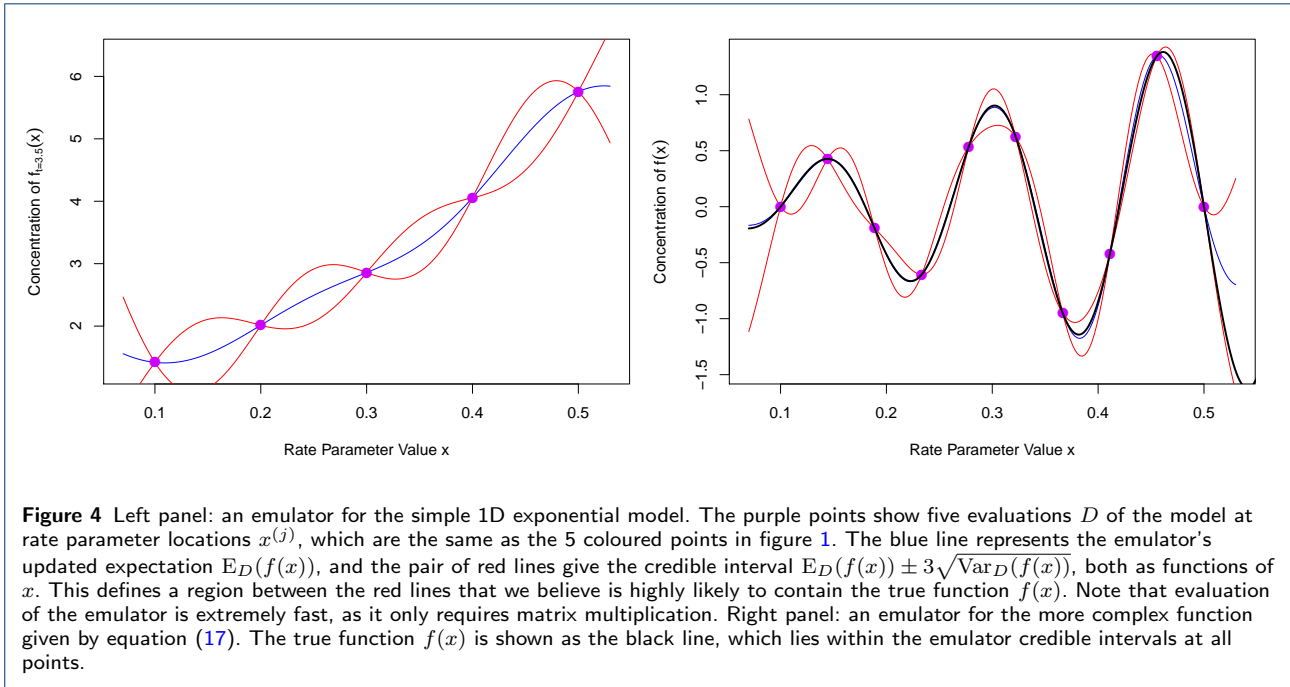 Concentration of f_{t=3.5}(x)
6
5
4
3
2
0.1 0.2 0.3 0.4 0.5
Rate Parameter Value x
Concentration of f(x)
1.0
0.5
0.0
−0.5
−1.0
−1.5
0.1 0.2 0.3 0.4 0.5
Rate Parameter Value x
Figure 4 Left panel: an emulator for the simple 1D exponential model. The purple points show five evaluations D of the model at
rate parameter locations x^{(j)}, which are the same as the 5 coloured points in figure 1. The blue line represents the emulator's
updated expectation E_D(f(x)), and the pair of red lines give the credible interval E_D(f(x)) ± 3√Var_D(f(x)), both as functions of
x. This defines a region between the red lines that we believe is highly likely to contain the true function f(x). Note that evaluation
of the emulator is extremely fast, as it only requires matrix multiplication. Right panel: an emulator for the more complex function
given by equation (17). The true function f(x) is shown as the black line, which lies within the emulator credible intervals at all
points.